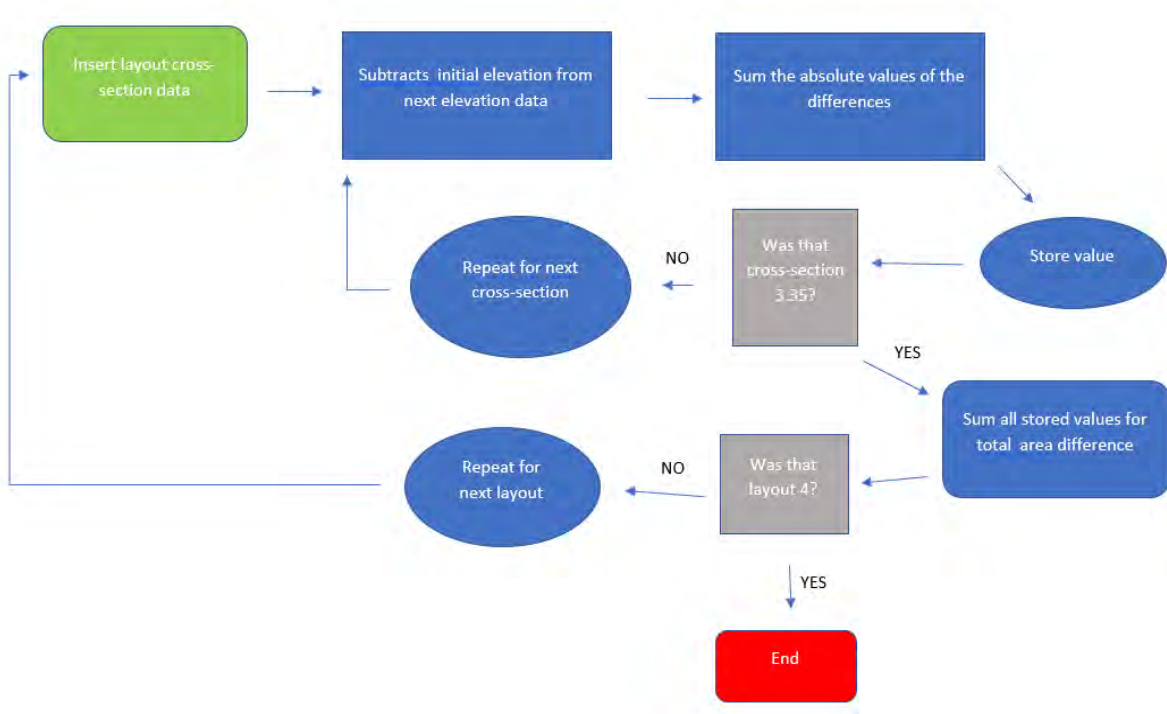 Insert layout cross-
section data
Subtracts initial elevation from
next elevation data
Sum the absolute values of the
differences
Store value
Was that
cross-section
3.35?
NO
Repeat for next
cross-section
YES
Sum all stored values for
total area difference
Was that
layout 4?
NO
Repeat for
next layout
YES
End